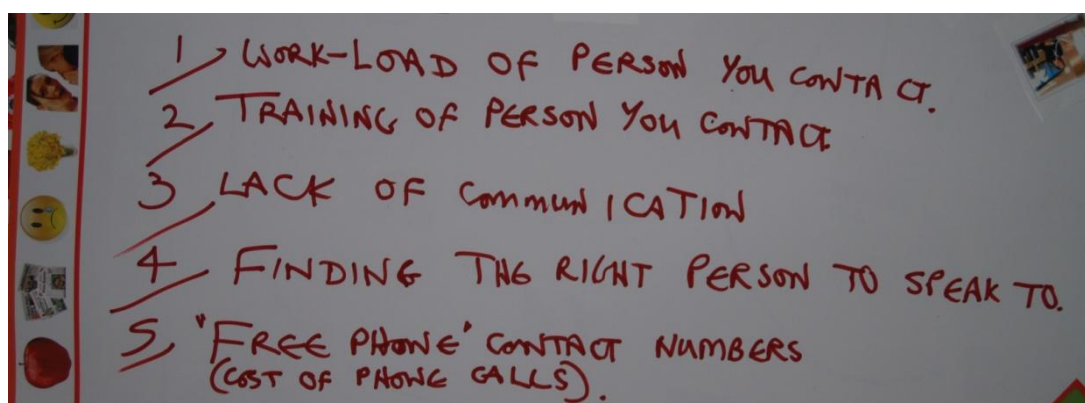 1, WORK-LOAD OF PERSON YOU CONTACT.
2, TRAINING OF PERSON YOU CONTACT
3, LACK OF COMMUNICATION
4, FINDING THE RIGHT PERSON TO SPEAK TO.
5, "FREE PHONE" CONTACT NUMBERS
(COST OF PHONE CALLS).